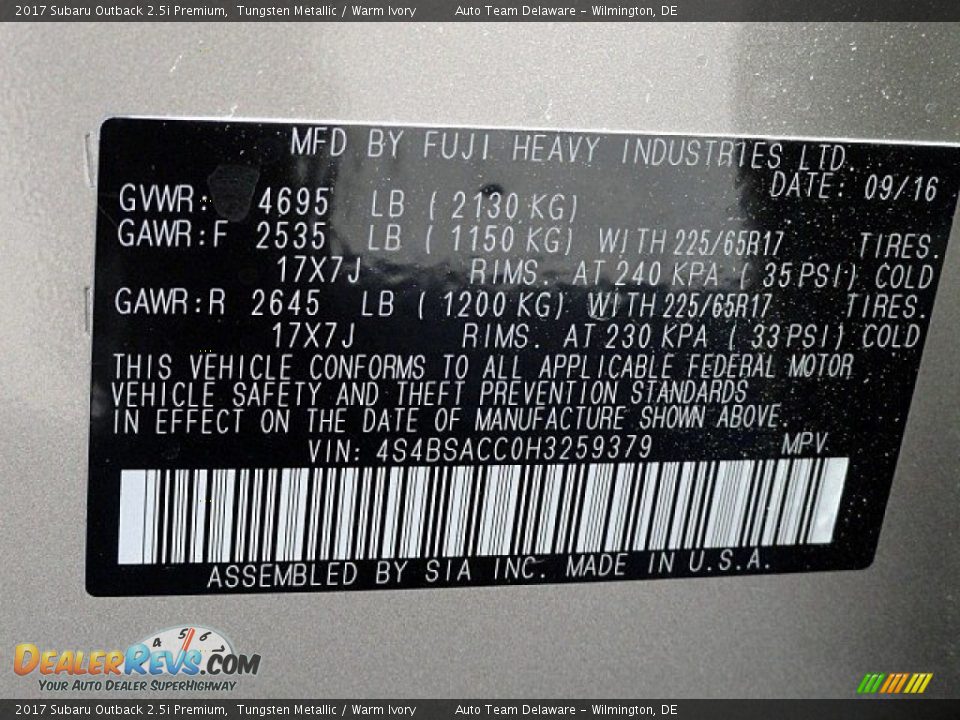 2017 Subaru Outback 2.5i Premium, Tungsten Metallic / Warm Ivory Auto Team Delaware - Wilmington, DE
MFD BY FUJI HEAVY INDUSTRIES LTD.
DATE: 09/16
GVWR: 4695 LB ( 2130 KG)
GAWR:F 2535 LB ( 1150 KG) WITH 225/65R17 TIRES.
17X7J RIMS. AT 240 KPA ( 35 PSI) COLD
GAWR:R 2645 LB ( 1200 KG) WITH 225/65R17 TIRES.
17X7J RIMS. AT 230 KPA ( 33 PSI) COLD
THIS VEHICLE CONFORMS TO ALL APPLICABLE FEDERAL MOTOR
VEHICLE SAFETY AND THEFT PREVENTION STANDARDS
IN EFFECT ON THE DATE OF MANUFACTURE SHOWN ABOVE.
VIN: 4S4BSACC0H3259379 MPV
ASSEMBLED BY SIA INC. MADE IN U.S.A.
4 5 6
DealerRevs.com
Your Auto Dealer SuperHighway
2017 Subaru Outback 2.5i Premium, Tungsten Metallic / Warm Ivory Auto Team Delaware - Wilmington, DE